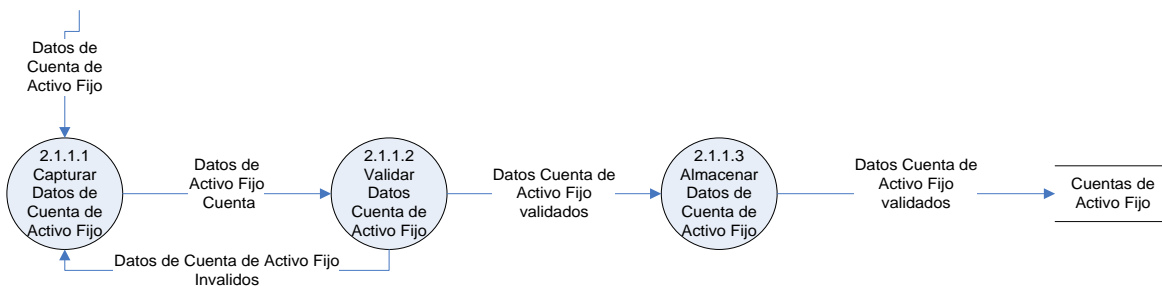 Datos de
Cuenta de
Activo Fijo
2.1.1.1
Capturar
Datos de
Cuenta de
Activo Fijo
Datos de
Activo Fijo
Cuenta
2.1.1.2
Validar
Datos
Cuenta de
Activo Fijo
Datos Cuenta de
Activo Fijo
validados
2.1.1.3
Almacenar
Datos de
Cuenta de
Activo Fijo
Datos Cuenta de
Activo Fijo
validados
Cuentas de
Activo Fijo
Datos de Cuenta de Activo Fijo
Invalidos